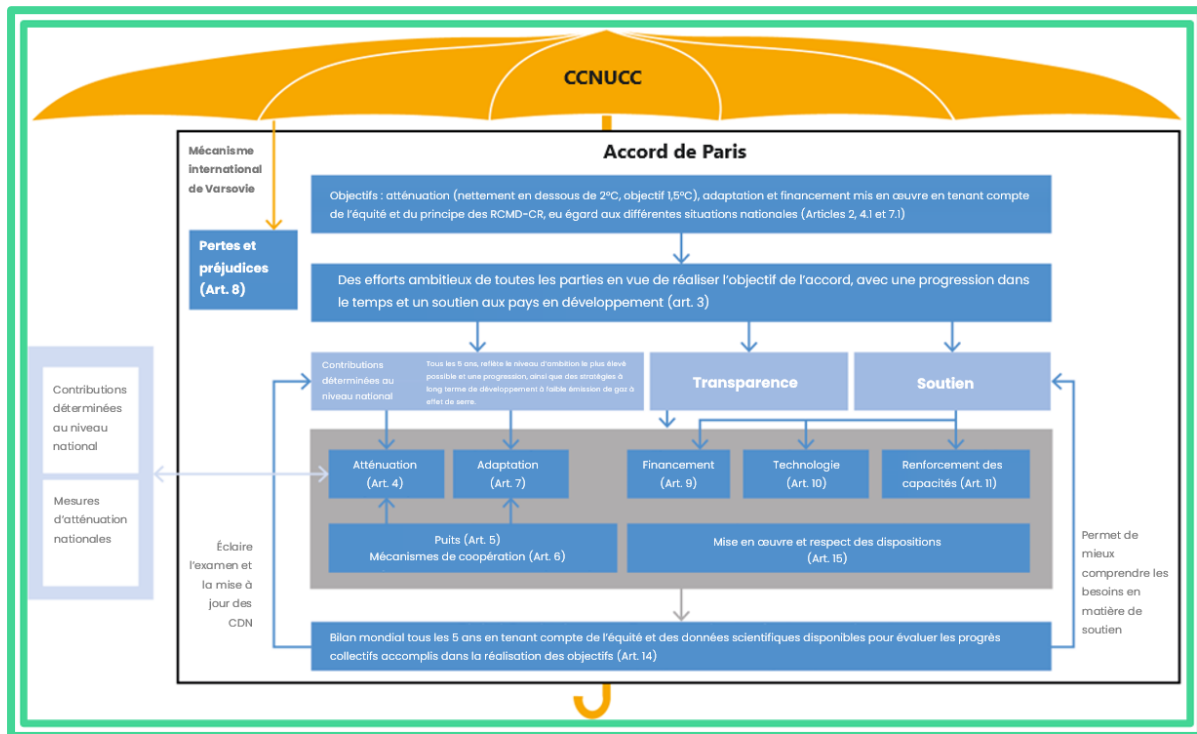 CCNUCC
Accord de Paris
Mécanisme
international
de Varsovie
Objectifs : atténuation (nettement en dessous de 2°C, objectif 1,5°C), adaptation et financement mis en œuvre en tenant compte
de l'équité et du principe des RCMD-CR, eu égard aux différentes situations nationales (Articles 2, 4.1 et 7.1)
Pertes et
préjudices
(Art. 8)
Des efforts ambitieux de toutes les parties en vue de réaliser l'objectif de l'accord, avec une progression dans
le temps et un soutien aux pays en développement (art. 3)
Contributions
déterminées au
niveau national
Tous les 5 ans, reflète le niveau d'ambition le plus élevé
possible et une progression, ainsi que des stratégies à
long terme de développement à faible émission de gaz à
effet de serre.
Transparence
Soutien
Contributions
déterminées
au niveau
national
Mesures
d'atténuation
nationales
Atténuation
(Art. 4)
Adaptation
(Art. 7)
Financement
(Art. 9)
Technologie
(Art. 10)
Renforcement des
capacités (Art. 11)
Puits (Art. 5)
Mécanismes de coopération (Art. 6)
Mise en œuvre et respect des dispositions
(Art. 15)
Éclaire
l'examen et
la mise à
jour des
CDN
Permet de
mieux
comprendre les
besoins en
matière de
soutien
Bilan mondial tous les 5 ans en tenant compte de l'équité et des données scientifiques disponibles pour évaluer les progrès
collectifs accomplis dans la réalisation des objectifs (Art. 14)